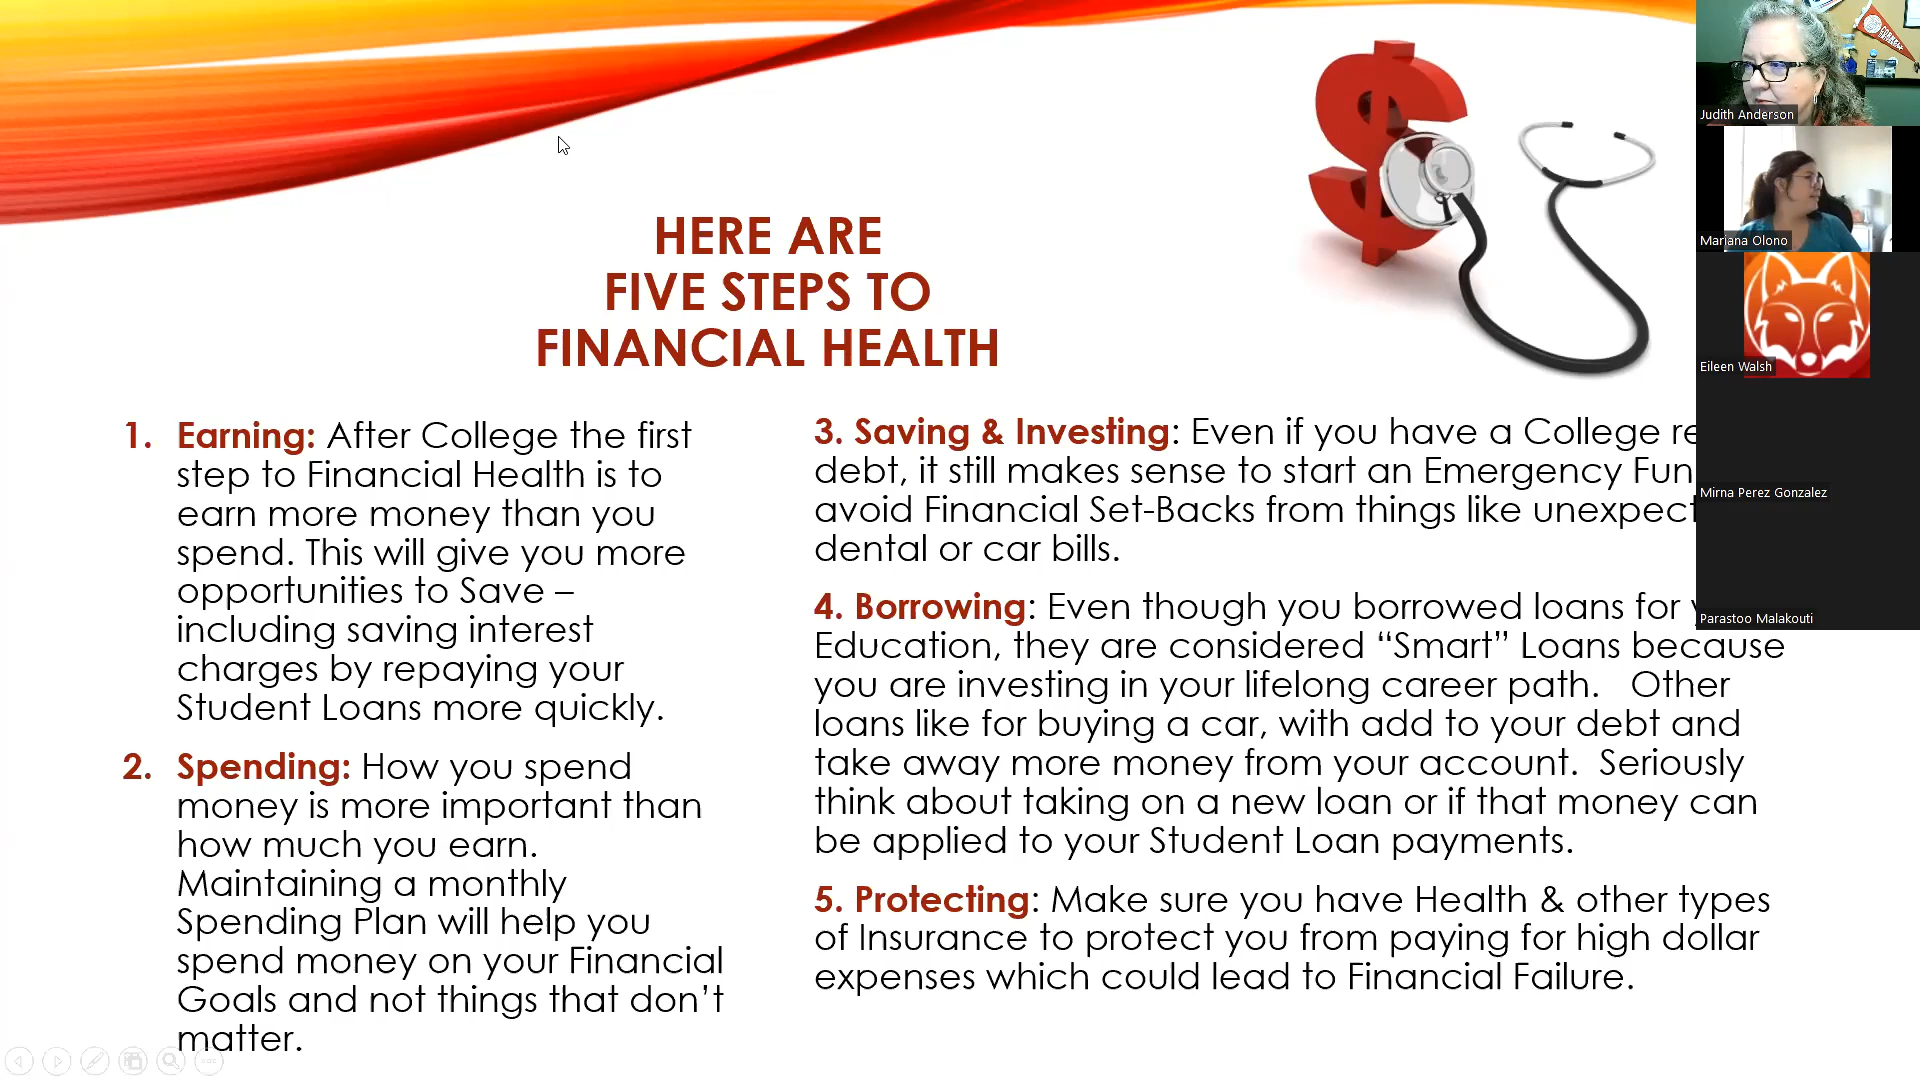 HERE ARE
FIVE STEPS TO
FINANCIAL HEALTH
1. Earning: After College the first
step to Financial Health is to
earn more money than you
spend. This will give you more
opportunities to Save –
including saving interest
charges by repaying your
Student Loans more quickly.
2. Spending: How you spend
money is more important than
how much you earn.
Maintaining a monthly
Spending Plan will help you
spend money on your Financial
Goals and not things that don’t
matter.
3. Saving & Investing: Even if you have a College
debt, it still makes sense to start an Emergency
avoid Financial Set-Backs from things like
dental or car bills.
4. Borrowing: Even though you borrowed loans for
Education, they are considered “Smart” Loans because
you are investing in your lifelong career path. Other
loans like for buying a car, with add to your debt and
take away more money from your account. Seriously
think about taking on a new loan or if that money can
be applied to your Student Loan payments.
5. Protecting: Make sure you have Health & other types
of Insurance to protect you from paying for high dollar
expenses which could lead to Financial Failure.
Judith Anderson
Mariana Olono
Eileen Walsh
Mirna Perez Gonzalez
Parastoo Malakouti